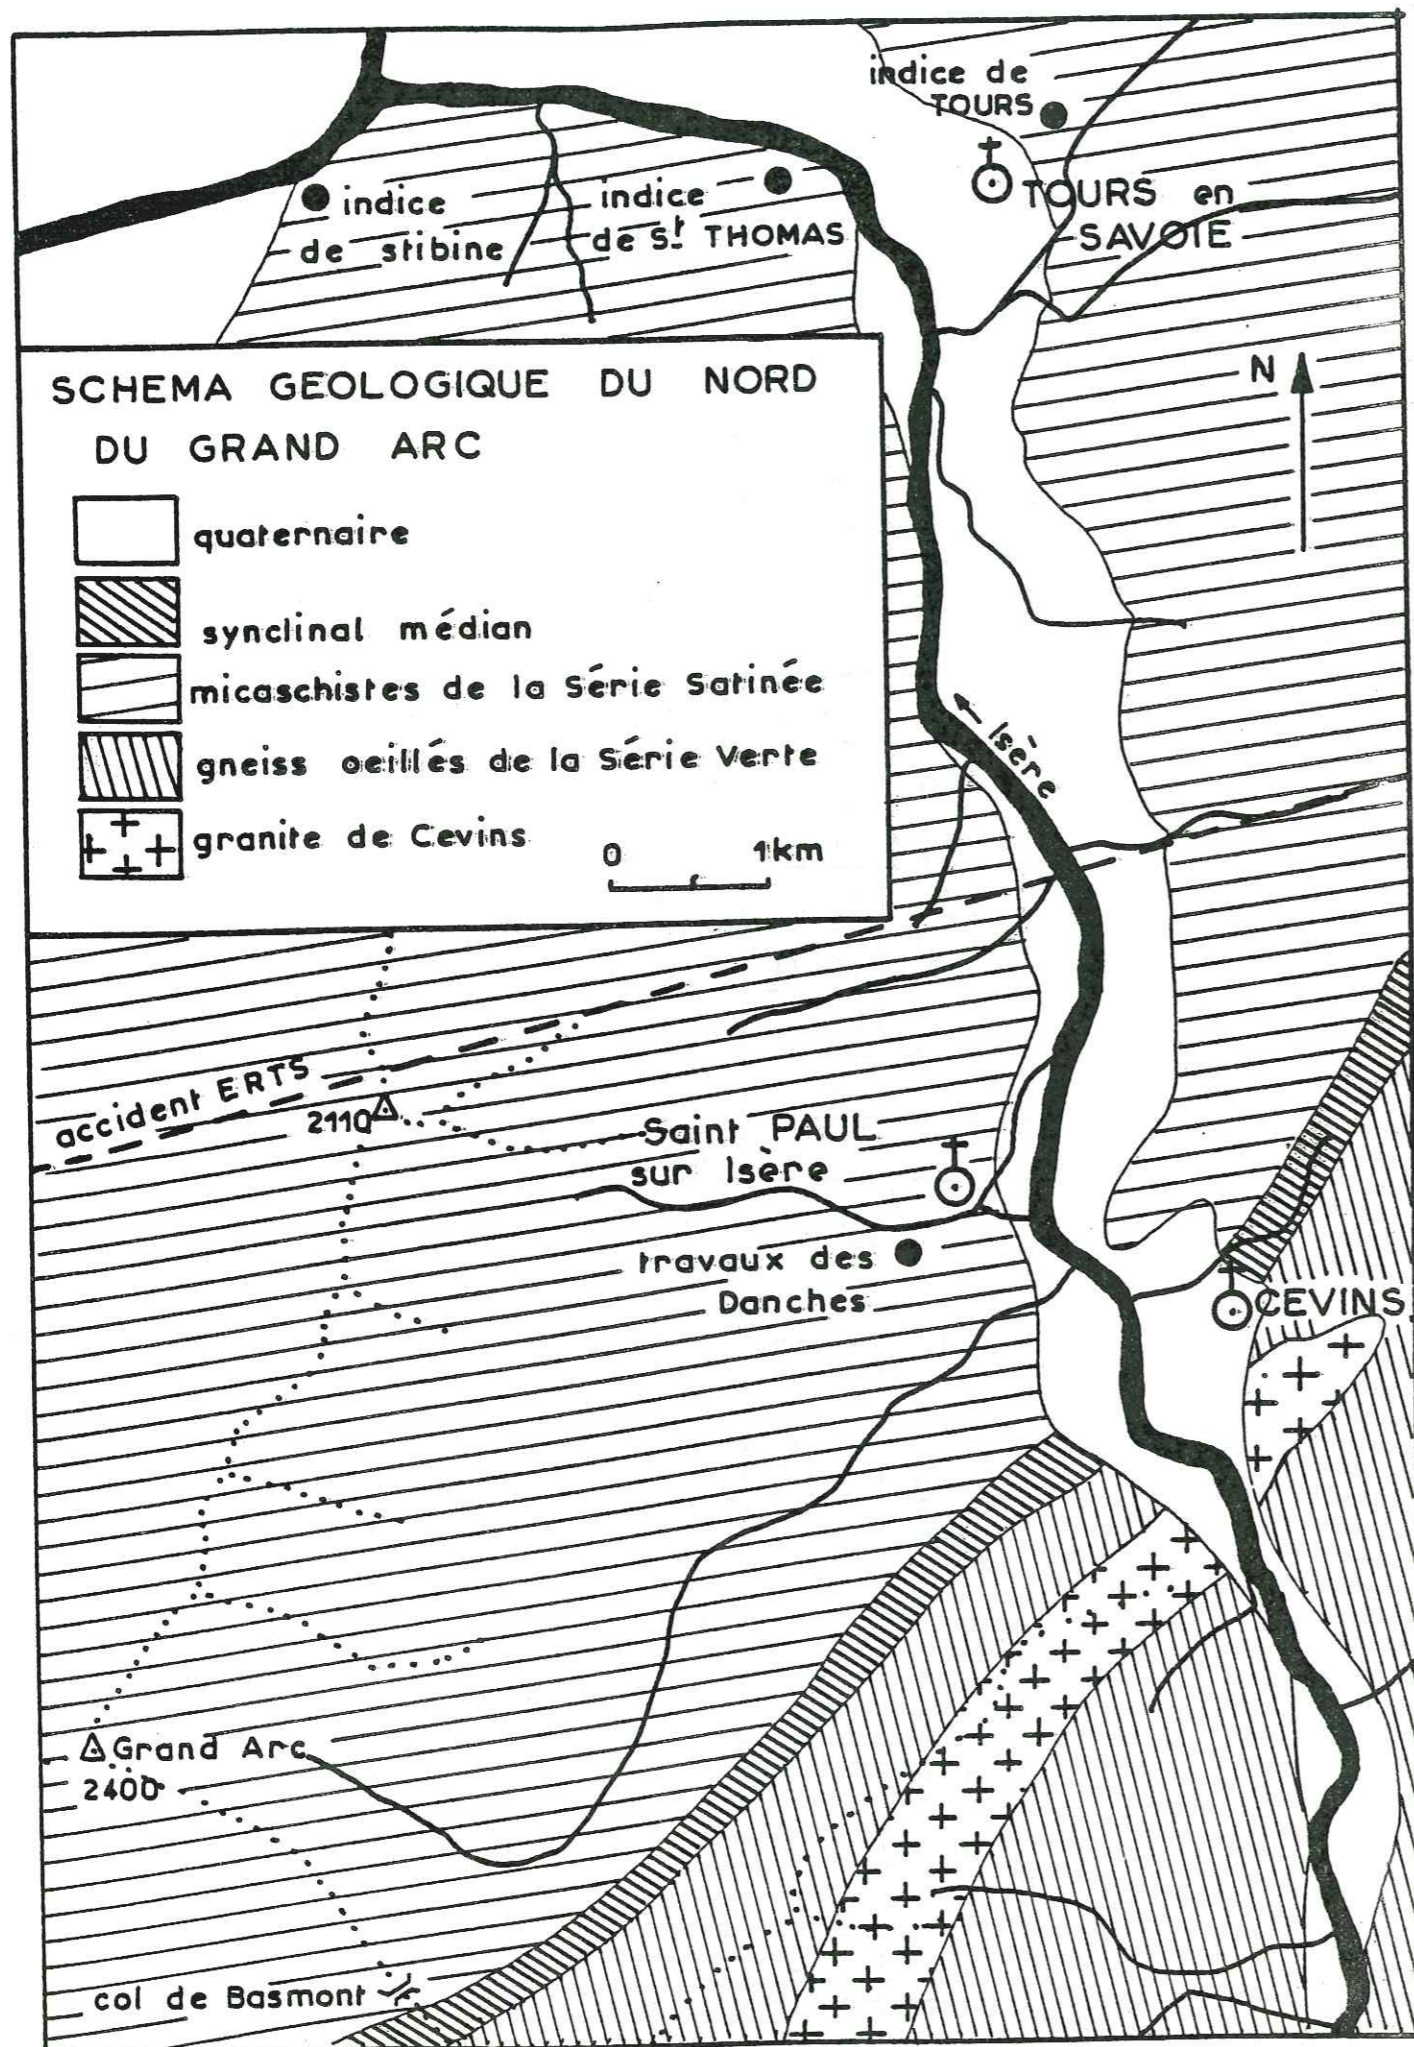 indice de
TOURS
TOURS en
SAVOIE
indice
de stibine
indice
de St THOMAS
N
SCHEMA GEOLOGIQUE DU NORD
DU GRAND ARC
quaternaire
synclinal médian
micaschistes de la Série Satinée
gneiss oeillés de la Série Verte
granite de Cevins
0 1km
Isère
accident ERTS
2110
Saint PAUL
sur Isère
travaux des
Danches
CEVINS
Grand Arc
2400
col de Basmont